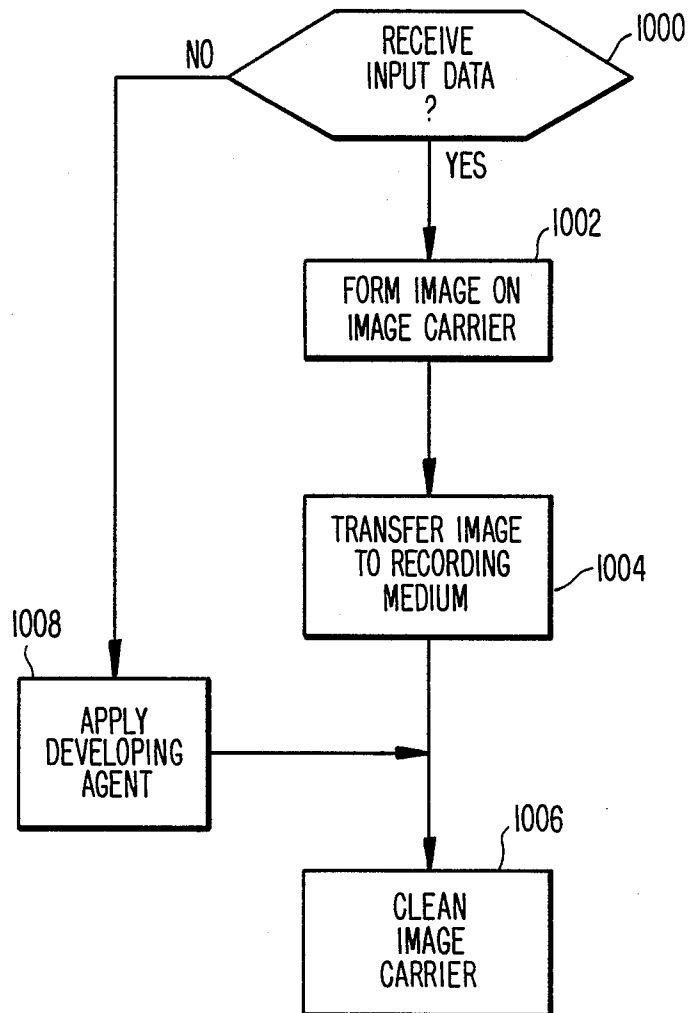 1000
RECEIVE
INPUT DATA
?
NO
YES
1002
FORM IMAGE ON
IMAGE CARRIER
TRANSFER IMAGE
TO RECORDING
MEDIUM
1004
1008
APPLY
DEVELOPING
AGENT
1006
CLEAN
IMAGE
CARRIER